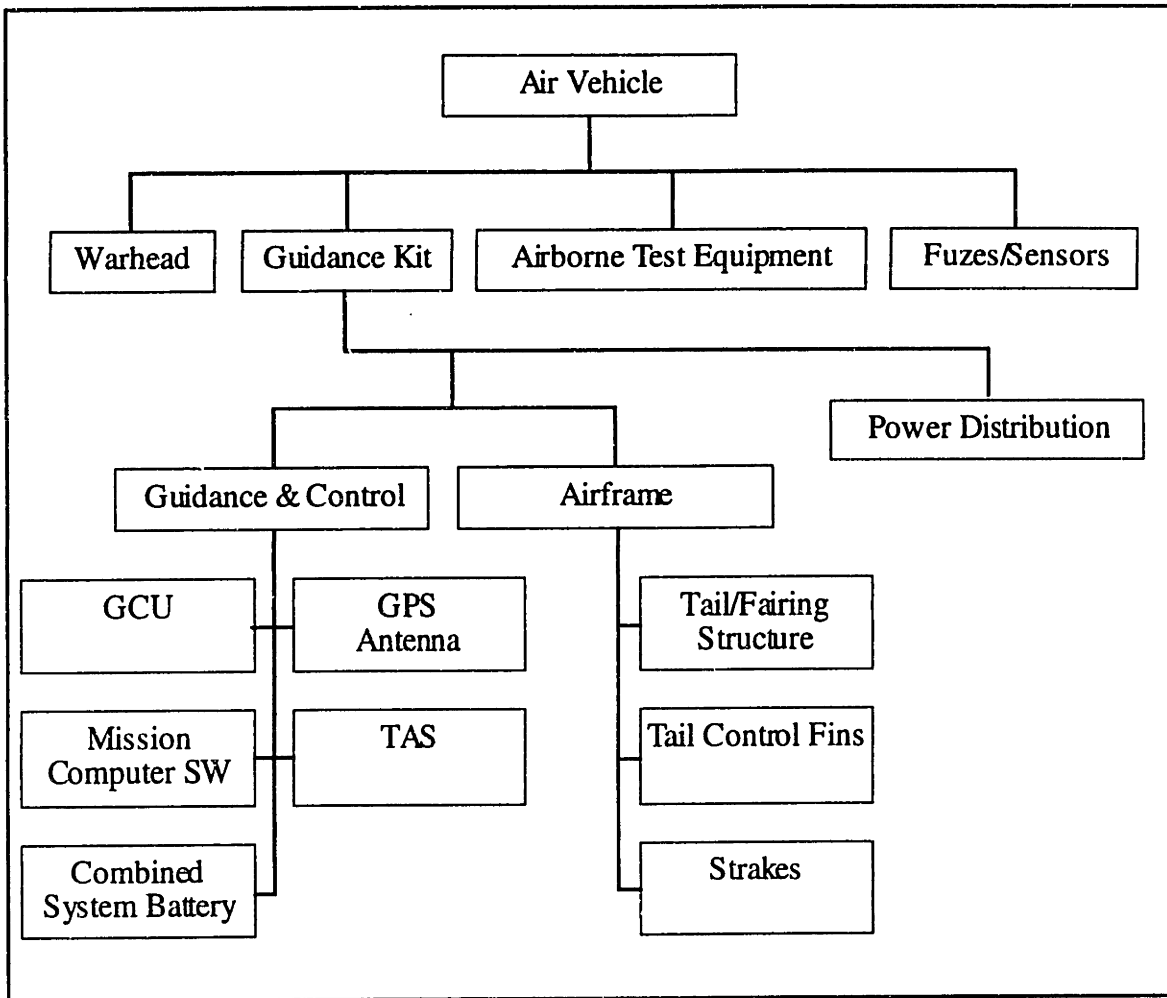 Air Vehicle
Warhead
Guidance Kit
Airborne Test Equipment
Fuzes/Sensors
Power Distribution
Guidance & Control
Airframe
GCU
GPS
Antenna
Tail/Fairing
Structure
Mission
Computer SW
TAS
Tail Control Fins
Combined
System Battery
Strakes